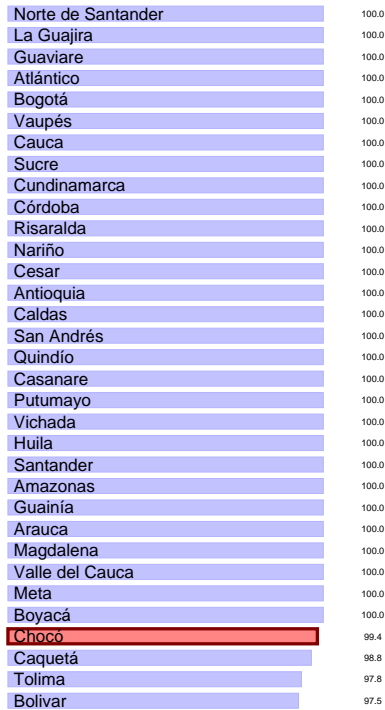 Norte de Santander 100.0
La Guajira 100.0
Guaviare 100.0
Atlántico 100.0
Bogotá 100.0
Vaupés 100.0
Cauca 100.0
Sucre 100.0
Cundinamarca 100.0
Córdoba 100.0
Risaralda 100.0
Nariño 100.0
Cesar 100.0
Antioquia 100.0
Caldas 100.0
San Andrés 100.0
Quindío 100.0
Casanare 100.0
Putumayo 100.0
Vichada 100.0
Huila 100.0
Santander 100.0
Amazonas 100.0
Guainía 100.0
Arauca 100.0
Magdalena 100.0
Valle del Cauca 100.0
Meta 100.0
Boyacá 100.0
Chocó 99.4
Caquetá 98.8
Tolima 97.8
Bolivar 97.5